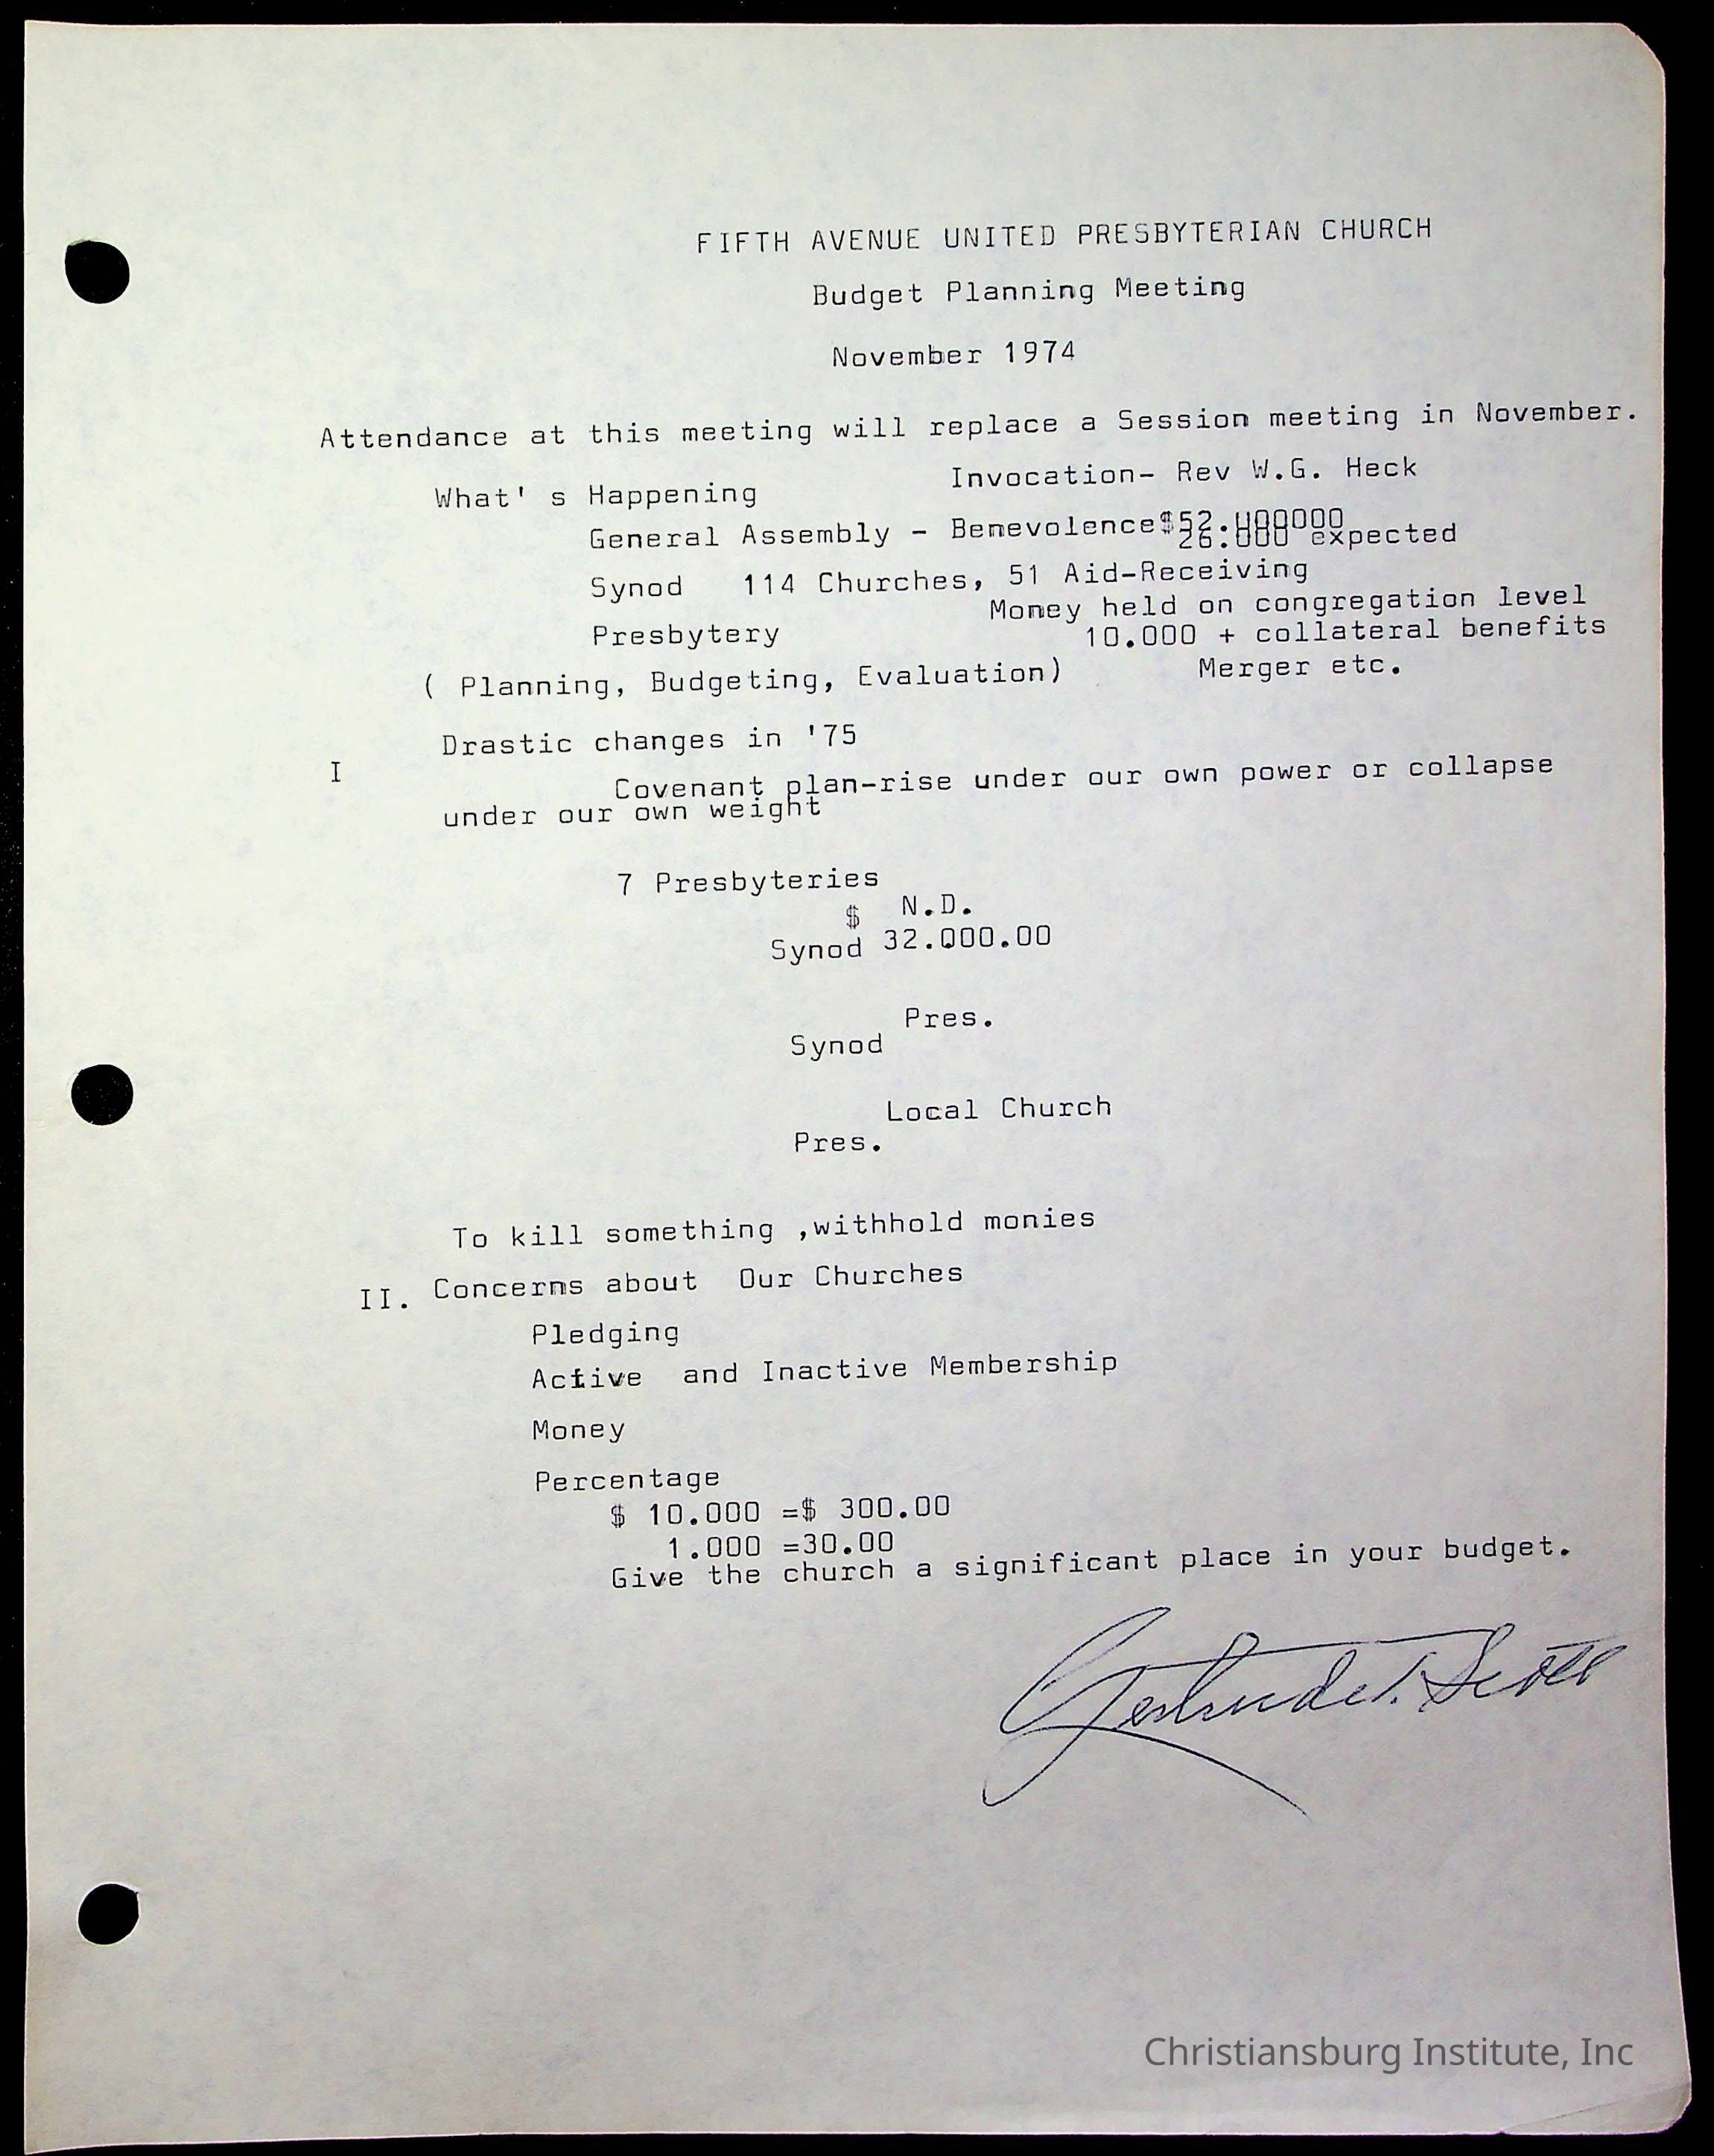 FIFTH AVENUE UNITED PRESBYTERIAN CHURCH
Budget Planning Meeting
November 1974
Attendance at this meeting will replace a Session meeting in November.
Invocation- Rev W.G. Heck
What' s Happening
General Assembly - Benevolence$52.000000
26.000 expected
Synod 114 Churches, 51 Aid-Receiving
Money held on congregation level
Presbytery 10.000 + collateral benefits
( Planning, Budgeting, Evaluation) Merger etc.
Drastic changes in '75
I
Covenant plan-rise under our own power or collapse
under our own weight
7 Presbyteries
$ N.D.
Synod 32.000.00
Pres.
Synod
Local Church
Pres.
To kill something ,withhold monies
II. Concerns about Our Churches
Pledging
Active and Inactive Membership
Money
Percentage
$ 10.000 =$ 300.00
1.000 =30.00
Give the church a significant place in your budget.
Gertrude T. Scott
Christiansburg Institute, Inc